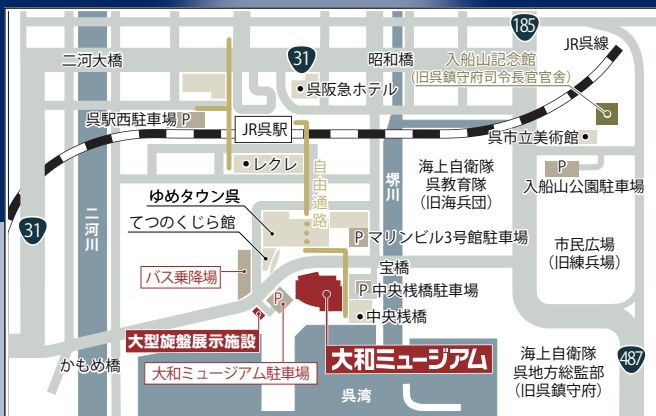 185
JR呉線
二河大橋
31
昭和橋
入船山記念館
(旧呉鎮守府司令長官官舎)
呉阪急ホテル
呉駅西駐車場 P
JR呉駅
呉市立美術館
レクレ
自由通路
堺川
海上自衛隊
呉教育隊
(旧海兵団)
P
入船山公園駐車場
ゆめタウン呉
てつのくじら館
二河川
31
P マリンビル3号館駐車場
市民広場
(旧練兵場)
バス乗降場
宝橋
P
P 中央桟橋駐車場
中央桟橋
大型旋盤展示施設
大和ミュージアム
かもめ橋
大和ミュージアム駐車場
海上自衛隊
呉地方総監部
(旧呉鎮守府)
487
呉湾